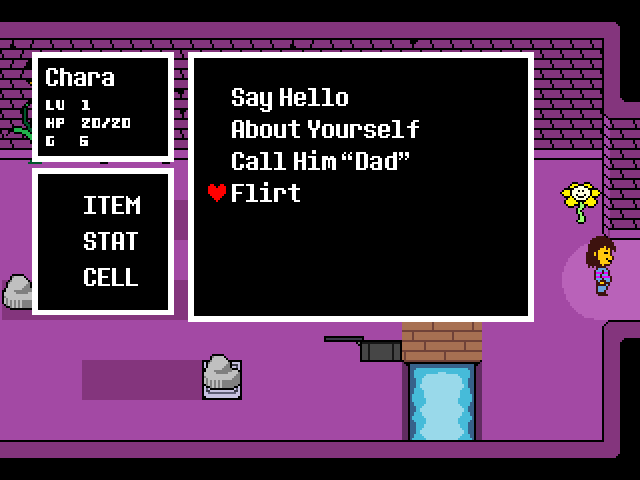 Chara
LV 1
HP 20/20
G 6
ITEM
STAT
CELL
Say Hello
About Yourself
Call Him “Dad”
Flirt